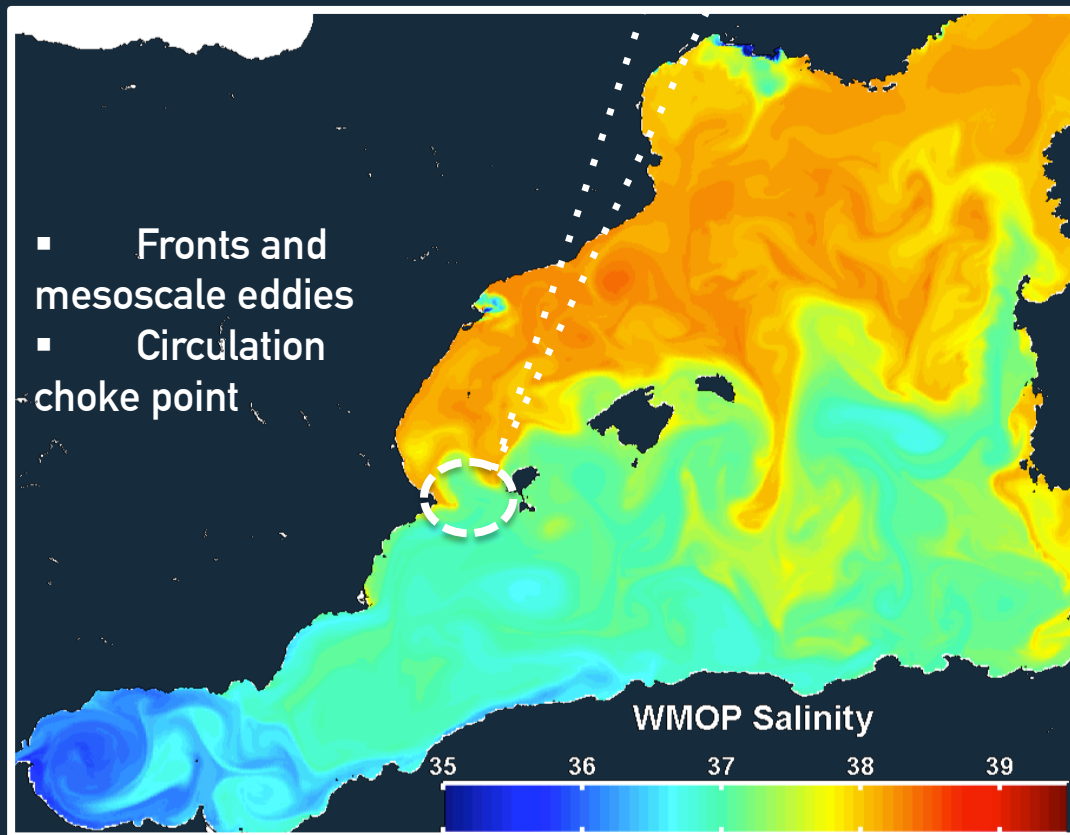 ▪ Fronts and
mesoscale eddies
▪ Circulation
choke point
WMOP Salinity
35 36 37 38 39